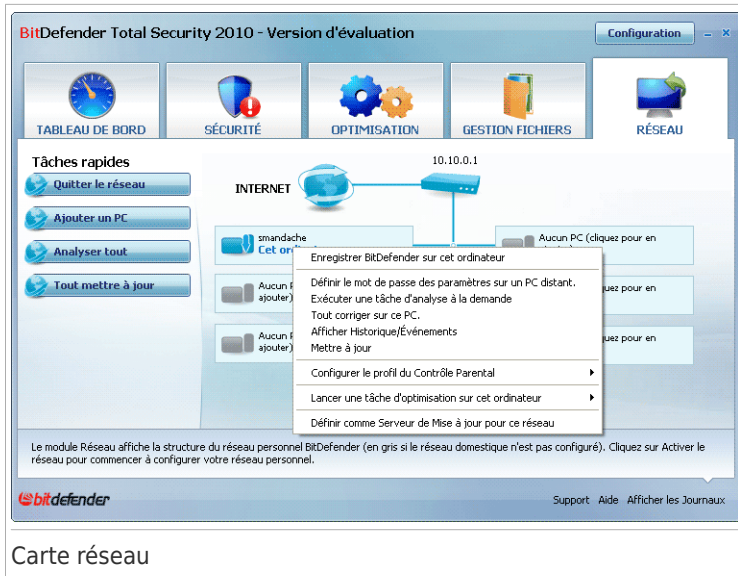 BitDefender Total Security 2010 - Version d'évaluation
Configuration
TABLEAU DE BORD
SÉCURITÉ
OPTIMISATION
GESTION FICHIERS
RÉSEAU
Tâches rapides
Quitter le réseau
Ajouter un PC
Analyser tout
Tout mettre à jour
INTERNET
10.10.0.1
smandache
Cet
Aucun PC (cliquez pour en
Aucun
ajouter)
pour en
Aucun
ajouter)
pour en
Enregistrer BitDefender sur cet ordinateur
Définir le mot de passe des paramètres sur un PC distant.
Exécuter une tâche d'analyse à la demande
Tout corriger sur ce PC.
Afficher Historique/Événements
Mettre à jour
Configurer le profil du Contrôle Parental
Lancer une tâche d'optimisation sur cet ordinateur
Définir comme Serveur de Mise à jour pour ce réseau
Le module Réseau affiche la structure du réseau personnel BitDefender (en gris si le réseau domestique n'est pas configuré). Cliquez sur Activer le
réseau pour commencer à configurer votre réseau personnel.
bitdefender
Support Aide Afficher les Journaux
Carte réseau